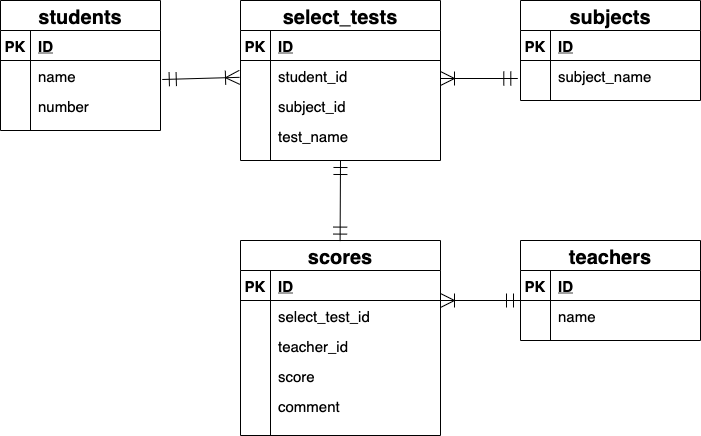 students
PK ID
name
number
select_tests
PK ID
student_id
subject_id
test_name
subjects
PK ID
subject_name
scores
PK ID
select_test_id
teacher_id
score
comment
teachers
PK ID
name